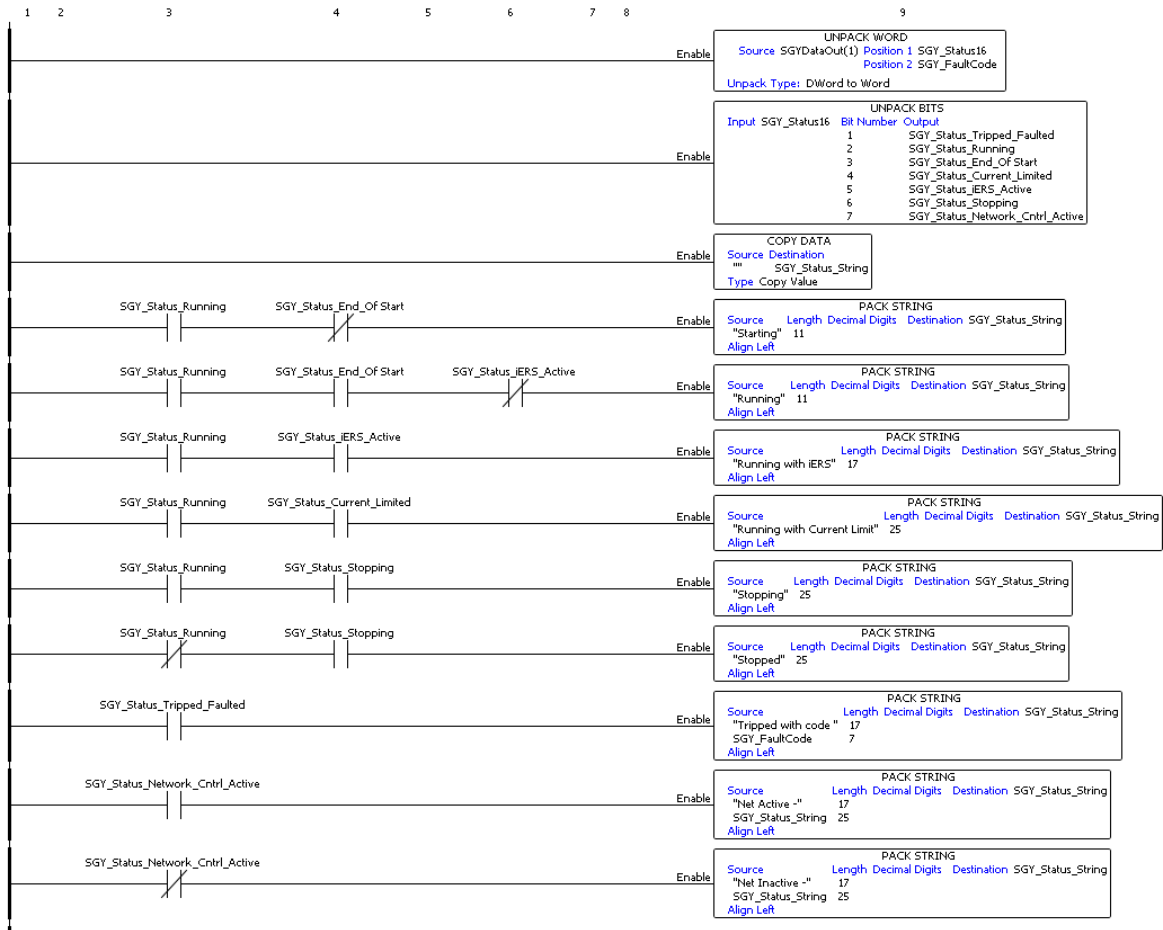 1 2 3 4 5 6 7 8 9
UNPACK WORD
Enable Source SGYDataOut(1) Position 1 SGY_Status16
Position 2 SGY_FaultCode
Unpack Type: DWord to Word
UNPACK BITS
Input SGY_Status16 Bit Number Output
1 SGY_Status_Tripped_Faulted
2 SGY_Status_Running
Enable 3 SGY_Status_End_Of Start
4 SGY_Status_Current_Limited
5 SGY_Status_iERS_Active
6 SGY_Status_Stopping
7 SGY_Status_Network_Cntrl_Active
COPY DATA
Enable Source Destination
"" SGY_Status_String
Type Copy Value
SGY_Status_Running SGY_Status_End_Of Start PACK STRING
Enable Source Length Decimal Digits Destination SGY_Status_String
"Starting" 11
Align Left
SGY_Status_Running SGY_Status_End_Of Start SGY_Status_iERS_Active PACK STRING
Enable Source Length Decimal Digits Destination SGY_Status_String
"Running" 11
Align Left
SGY_Status_Running SGY_Status_iERS_Active PACK STRING
Enable Source Length Decimal Digits Destination SGY_Status_String
"Running with iERS" 17
Align Left
SGY_Status_Running SGY_Status_Current_Limited PACK STRING
Enable Source Length Decimal Digits Destination SGY_Status_String
"Running with Current Limit" 25
Align Left
SGY_Status_Running SGY_Status_Stopping PACK STRING
Enable Source Length Decimal Digits Destination SGY_Status_String
"Stopping" 25
Align Left
SGY_Status_Running SGY_Status_Stopping PACK STRING
Enable Source Length Decimal Digits Destination SGY_Status_String
"Stopped" 25
Align Left
SGY_Status_Tripped_Faulted PACK STRING
Enable Source Length Decimal Digits Destination SGY_Status_String
"Tripped with code " 17
SGY_FaultCode 7
Align Left
SGY_Status_Network_Cntrl_Active PACK STRING
Enable Source Length Decimal Digits Destination SGY_Status_String
"Net Active -" 17
SGY_Status_String 25
Align Left
SGY_Status_Network_Cntrl_Active PACK STRING
Enable Source Length Decimal Digits Destination SGY_Status_String
"Net Inactive -" 17
SGY_Status_String 25
Align Left